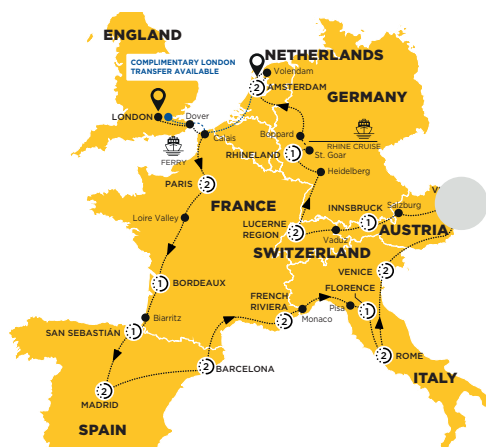 ENGLAND
COMPLIMENTARY LONDON
TRANSFER AVAILABLE
NETHERLANDS
Volendam
2
AMSTERDAM
GERMANY
LONDON
Dover
Calais
FERRY
Boppard
RHINE CRUISE
St. Goar
RHINELAND
1
Heidelberg
PARIS
2
FRANCE
Loire Valley
LUCERNE
REGION
2
INNSBRUCK
1
Salzburg
AUSTRIA
Vaduz
SWITZERLAND
VENICE
2
BORDEAUX
1
FLORENCE
1
FRENCH
RIVIERA
2
Monaco
Pisa
Biarritz
SAN SEBASTIÁN
1
BARCELONA
2
ROME
2
ITALY
MADRID
2
SPAIN